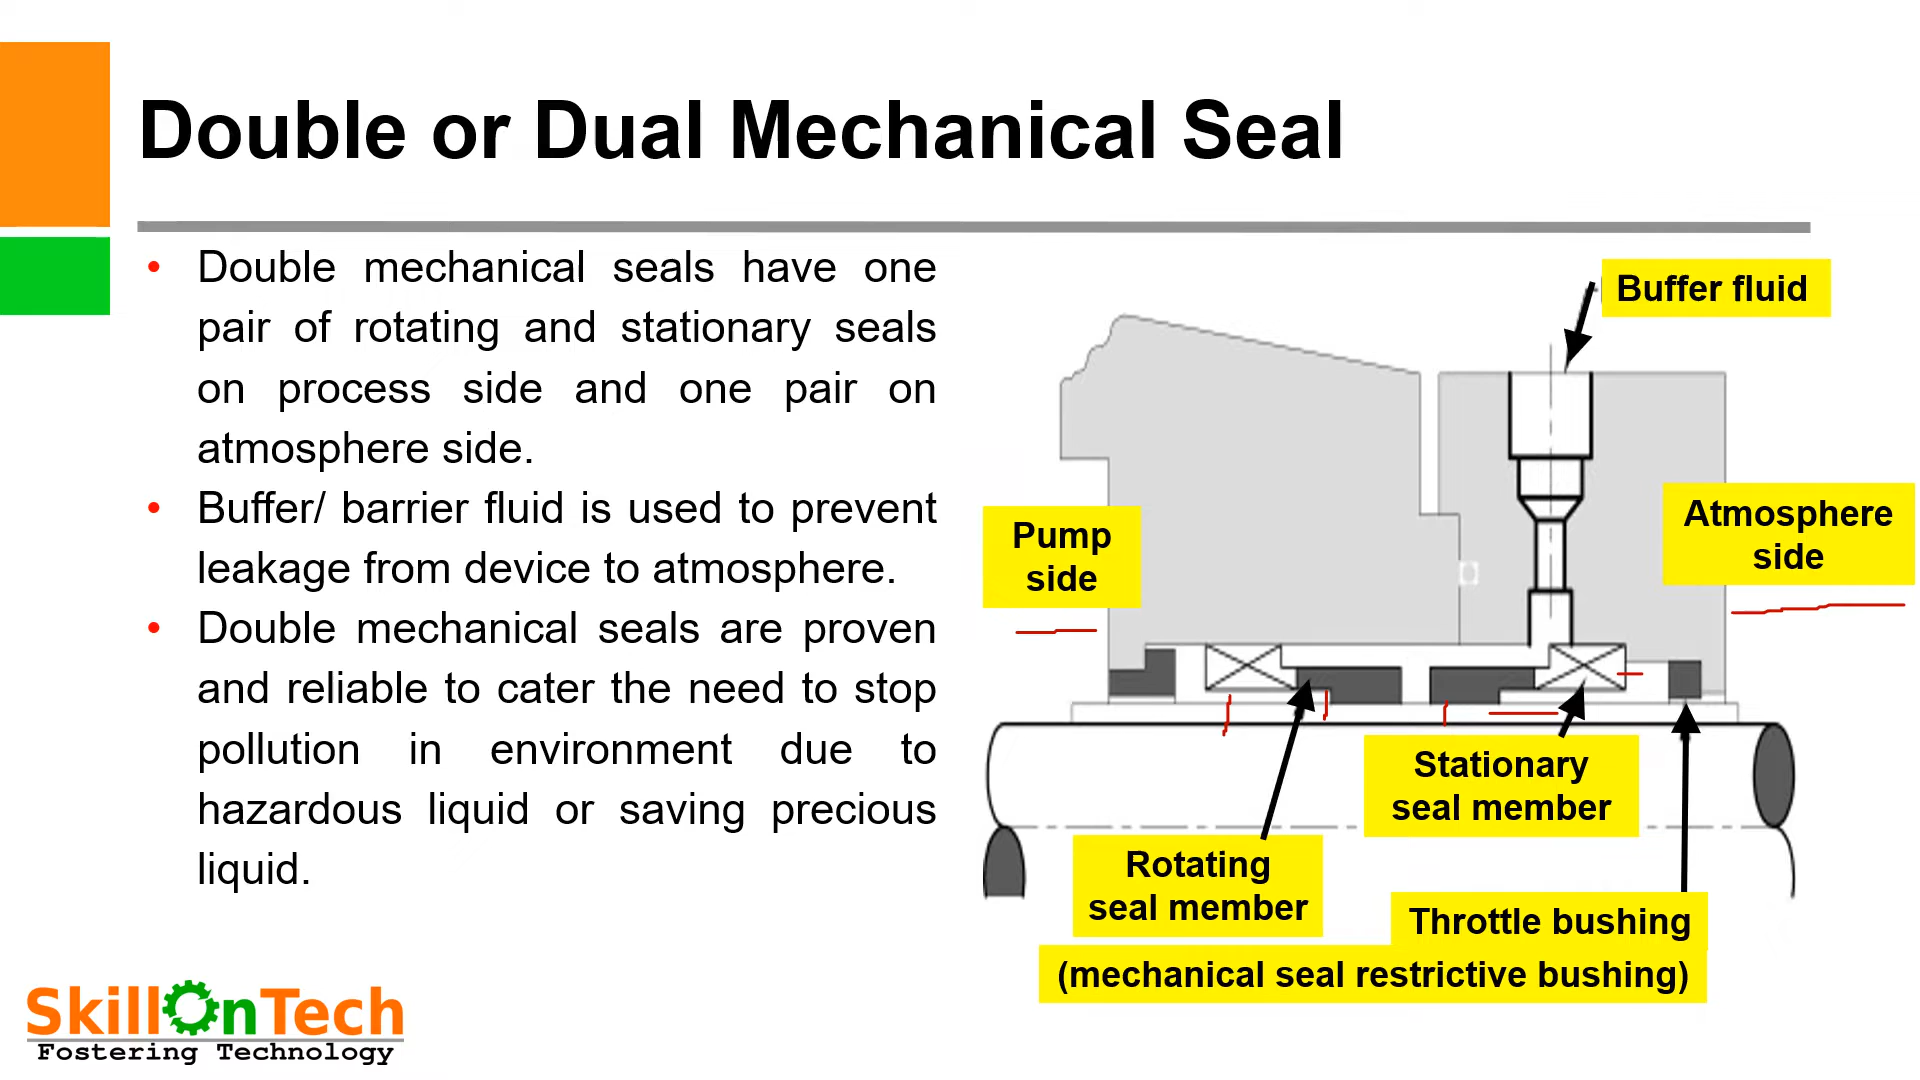 Double or Dual Mechanical Seal
• Double mechanical seals have one
pair of rotating and stationary seals
on process side and one pair on
atmosphere side.
• Buffer/ barrier fluid is used to prevent
leakage from device to atmosphere.
• Double mechanical seals are proven
and reliable to cater the need to stop
pollution in environment due to
hazardous liquid or saving precious
liquid.
Buffer fluid
Pump
side
Atmosphere
side
Stationary
seal member
Rotating
seal member
Throttle bushing
(mechanical seal restrictive bushing)
SkillOnTech
Fostering Technology